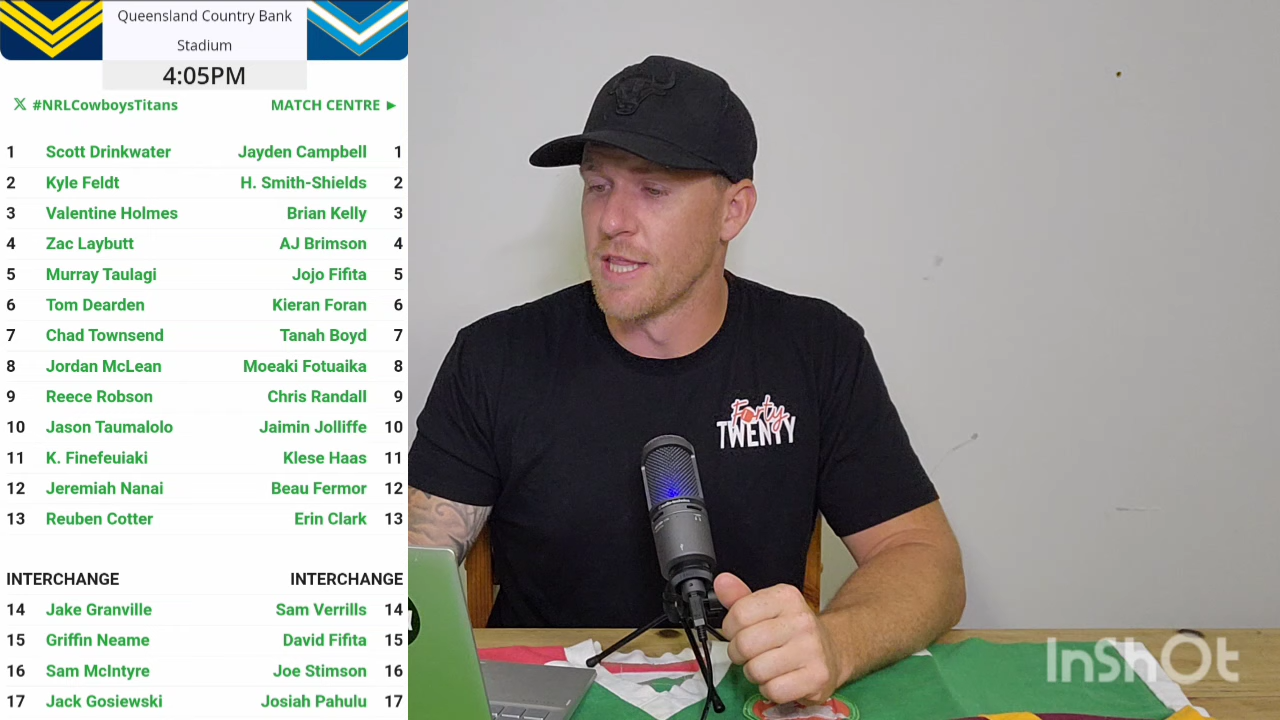 Queensland Country Bank
Stadium
4:05PM
#NRLCowboysTitans MATCH CENTRE ►
1 Scott Drinkwater Jayden Campbell 1
2 Kyle Feldt H. Smith-Shields 2
3 Valentine Holmes Brian Kelly 3
4 Zac Laybutt AJ Brimson 4
5 Murray Taulagi Jojo Fifita 5
6 Tom Dearden Kieran Foran 6
7 Chad Townsend Tanah Boyd 7
8 Jordan McLean Moeaki Fotuaika 8
9 Reece Robson Chris Randall 9
10 Jason Taumalolo Jaimin Jolliffe 10
11 K. Finefeuiaki Klese Haas 11
12 Jeremiah Nanai Beau Fermor 12
13 Reuben Cotter Erin Clark 13
INTERCHANGE INTERCHANGE
14 Jake Granville Sam Verrills 14
15 Griffin Neame David Fifita 15
16 Sam McIntyre Joe Stimson 16
17 Jack Gosiewski Josiah Pahulu 17
Forty
TWENTY
InShOt